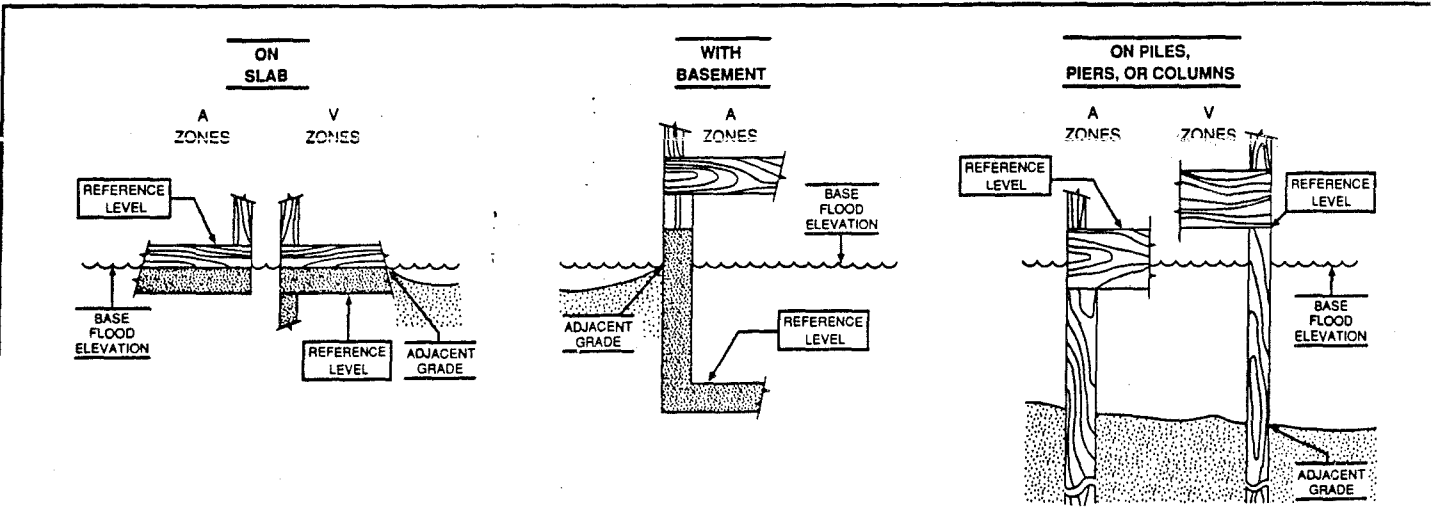 ON
SLAB
A
ZONES
V
ZONES
REFERENCE
LEVEL
BASE
FLOOD
ELEVATION
REFERENCE
LEVEL
ADJACENT
GRADE
WITH
BASEMENT
A
ZONES
BASE
FLOOD
ELEVATION
ADJACENT
GRADE
REFERENCE
LEVEL
ON PILES,
PIERS, OR COLUMNS
A
ZONES
V
ZONES
REFERENCE
LEVEL
REFERENCE
LEVEL
BASE
FLOOD
ELEVATION
ADJACENT
GRADE